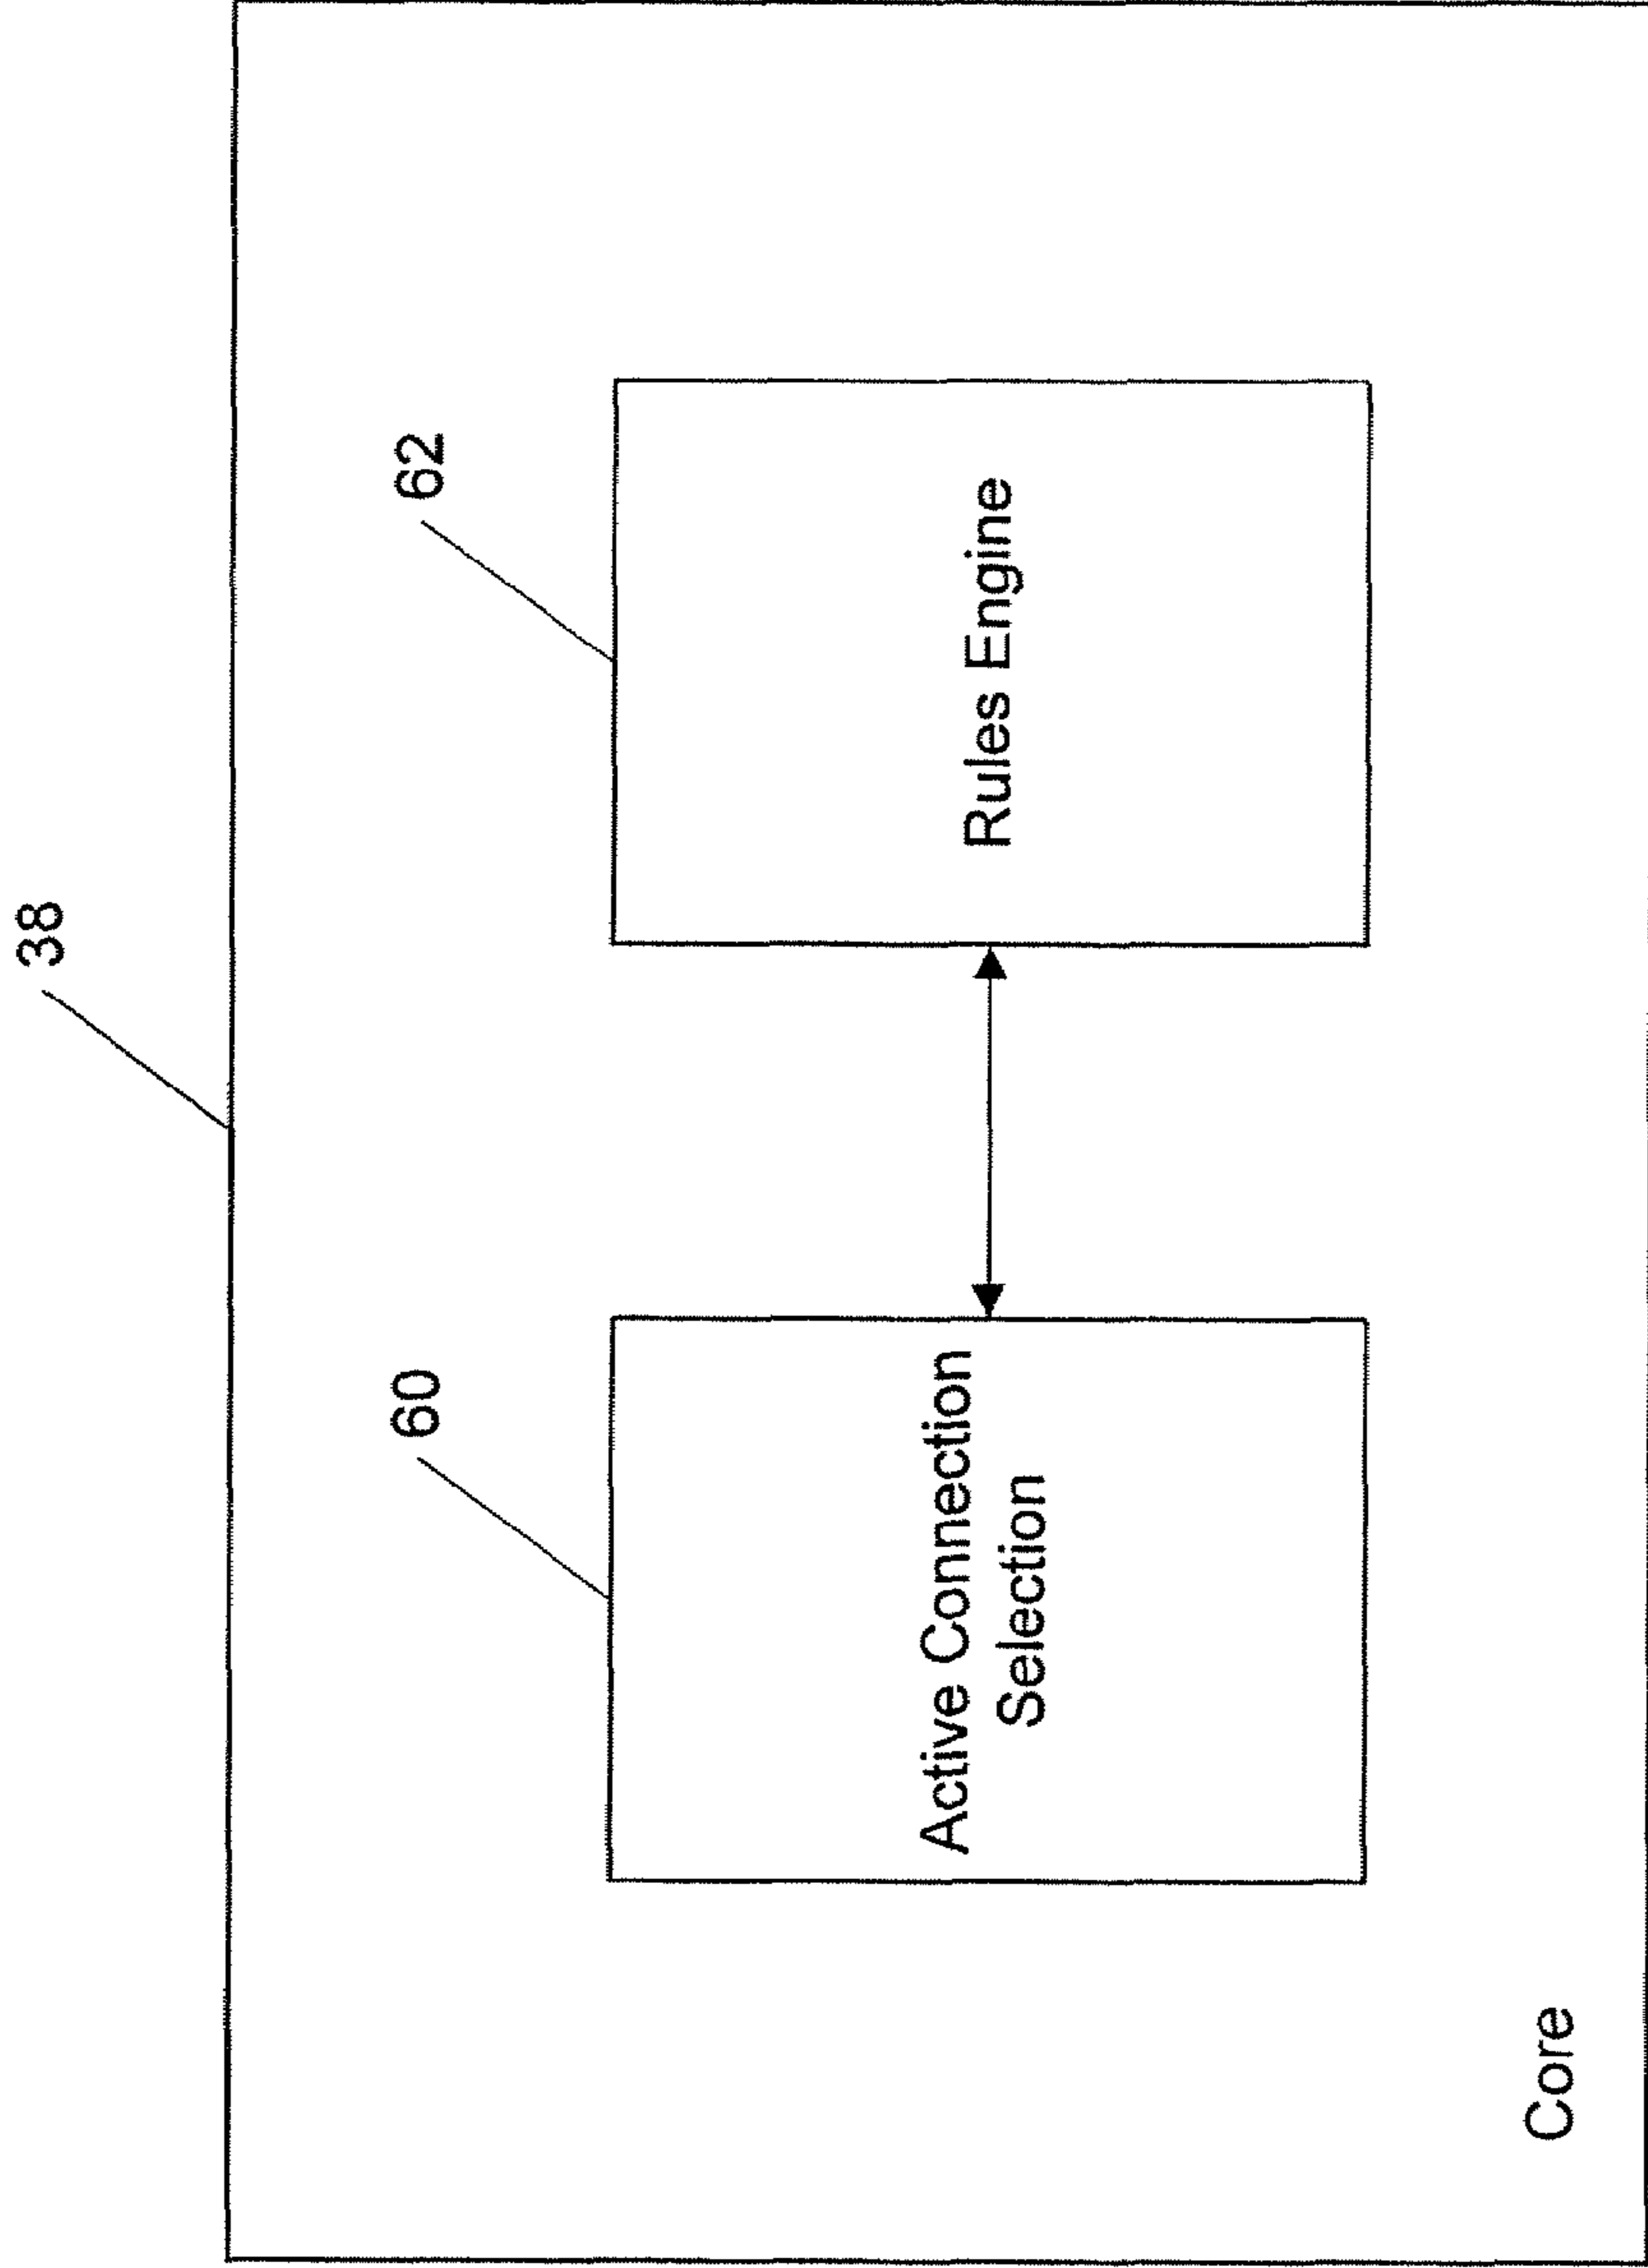 38
60
62
Active Connection
Selection
Rules Engine
Core